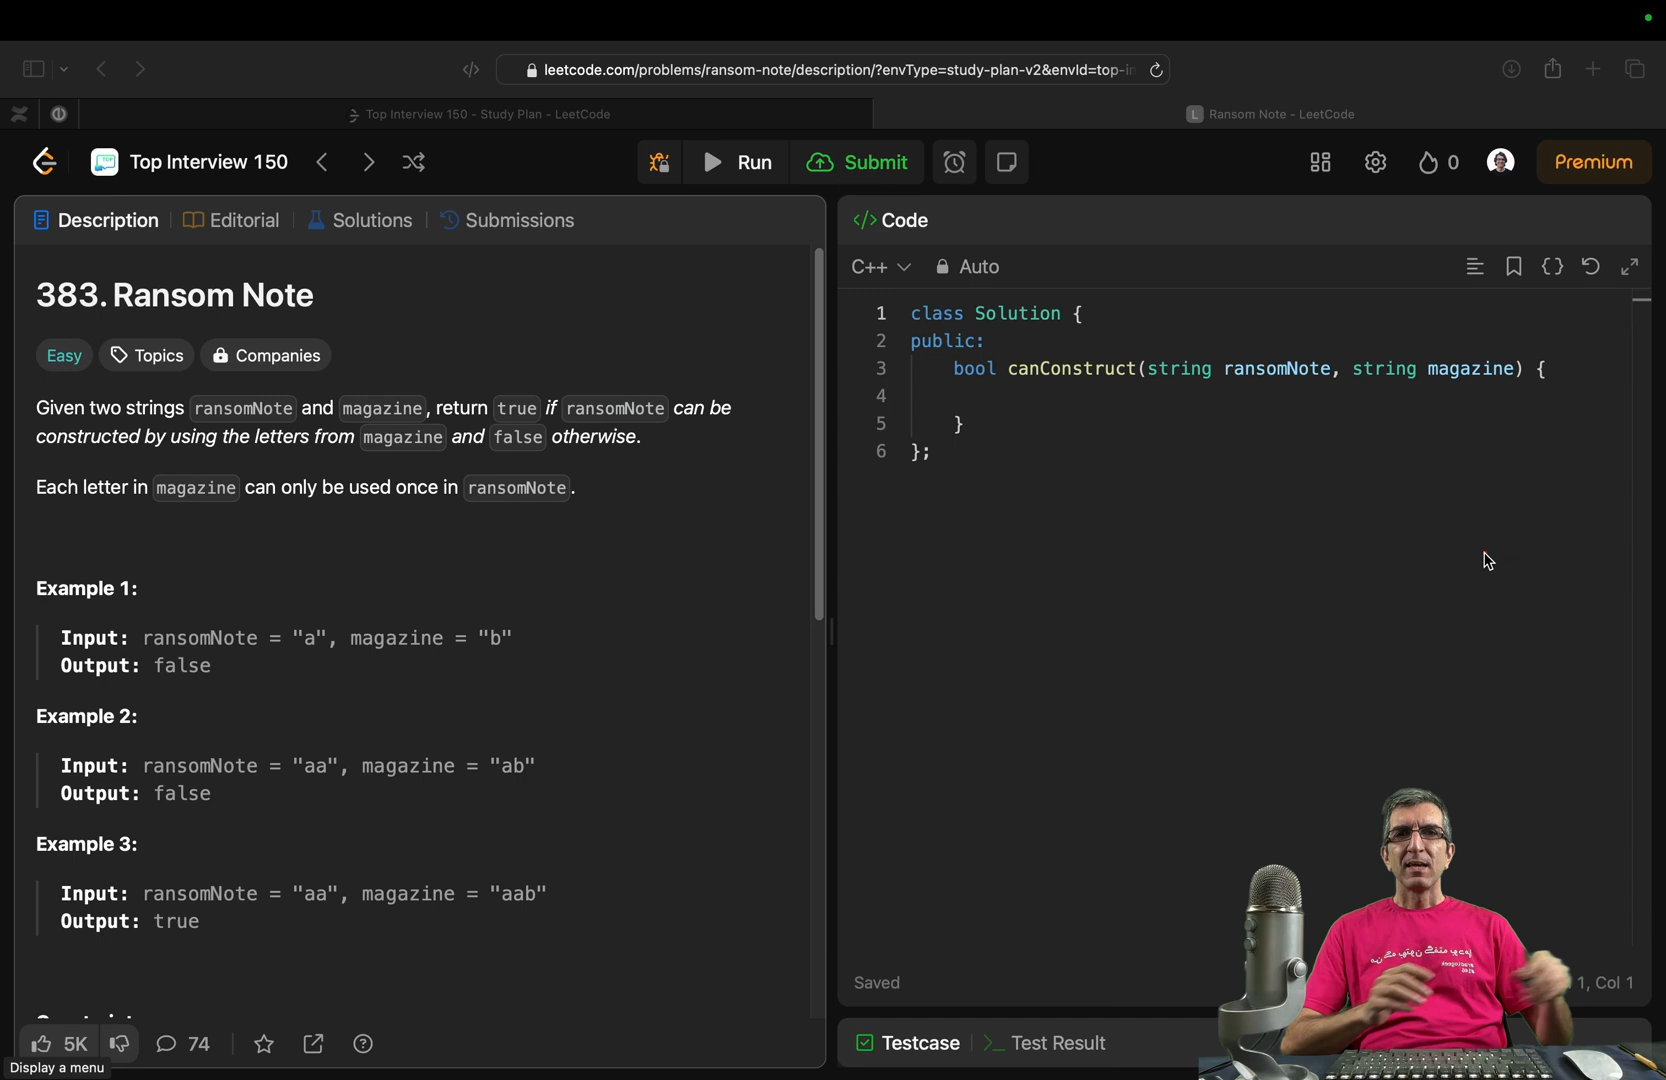 leetcode.com/problems/ransom-note/description/?envType=study-plan-v2&envId=top-in
Top Interview 150 - Study Plan - LeetCode
L Ransom Note - LeetCode
Top Interview 150
Run
Submit
0
Premium
Description
Editorial
Solutions
Submissions
383. Ransom Note
Easy
Topics
Companies
Given two strings ransomNote and magazine, return true if ransomNote can be
constructed by using the letters from magazine and false otherwise.
Each letter in magazine can only be used once in ransomNote.
Example 1:
Input: ransomNote = "a", magazine = "b"
Output: false
Example 2:
Input: ransomNote = "aa", magazine = "ab"
Output: false
Example 3:
Input: ransomNote = "aa", magazine = "aab"
Output: true
5K
74
Display a menu
</> Code
C++
Auto
1 class Solution {
2 public:
3 bool canConstruct(string ransomNote, string magazine) {
4
5 }
6 };
Saved
1, Col 1
Testcase
Test Result